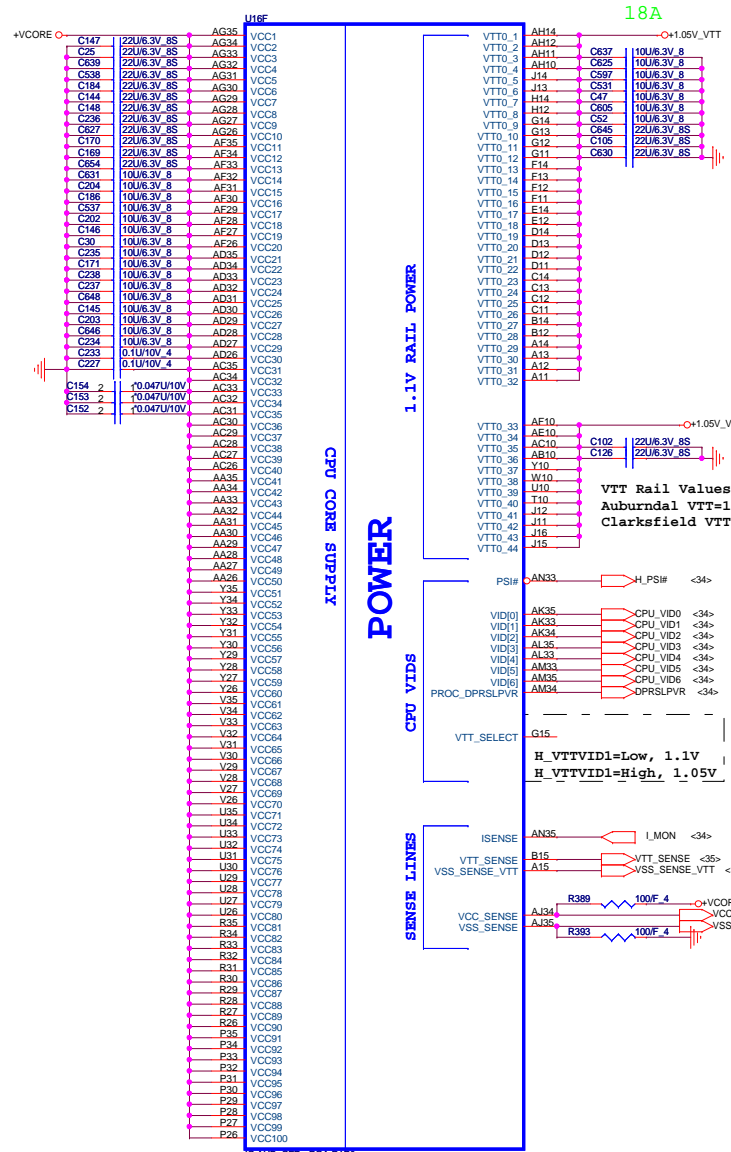 18A
U16F
+VCORE
C147 22U/6.3V_8S
C25 22U/6.3V_8S
C639 22U/6.3V_8S
C538 22U/6.3V_8S
C184 22U/6.3V_8S
C144 22U/6.3V_8S
C148 22U/6.3V_8S
C236 22U/6.3V_8S
C627 22U/6.3V_8S
C170 22U/6.3V_8S
C169 22U/6.3V_8S
C654 22U/6.3V_8S
C631 10U/6.3V_8
C204 10U/6.3V_8
C186 10U/6.3V_8
C537 10U/6.3V_8
C202 10U/6.3V_8
C146 10U/6.3V_8
C30 10U/6.3V_8
C235 10U/6.3V_8
C171 10U/6.3V_8
C238 10U/6.3V_8
C237 10U/6.3V_8
C648 10U/6.3V_8
C145 10U/6.3V_8
C203 10U/6.3V_8
C646 10U/6.3V_8
C234 10U/6.3V_8
C233 0.1U/10V_4
C227 0.1U/10V_4
C154 2 1 *0.047U/10V
C153 2 1 *0.047U/10V
C152 2 1 *0.047U/10V
AG35 VCC1
AG34 VCC2
AG33 VCC3
AG32 VCC4
AG31 VCC5
AG30 VCC6
AG29 VCC7
AG28 VCC8
AG27 VCC9
AG26 VCC10
AF35 VCC11
AF34 VCC12
AF33 VCC13
AF32 VCC14
AF31 VCC15
AF30 VCC16
AF29 VCC17
AF28 VCC18
AF27 VCC19
AF26 VCC20
AD35 VCC21
AD34 VCC22
AD33 VCC23
AD32 VCC24
AD31 VCC25
AD30 VCC26
AD29 VCC27
AD28 VCC28
AD27 VCC29
AD26 VCC30
AC35 VCC31
AC34 VCC32
AC33 VCC33
AC32 VCC34
AC31 VCC35
AC30 VCC36
AC29 VCC37
AC28 VCC38
AC27 VCC39
AC26 VCC40
AA35 VCC41
AA34 VCC42
AA33 VCC43
AA32 VCC44
AA31 VCC45
AA30 VCC46
AA29 VCC47
AA28 VCC48
AA27 VCC49
AA26 VCC50
Y35 VCC51
Y34 VCC52
Y33 VCC53
Y32 VCC54
Y31 VCC55
Y30 VCC56
Y29 VCC57
Y28 VCC58
Y27 VCC59
Y26 VCC60
V35 VCC61
V34 VCC62
V33 VCC63
V32 VCC64
V31 VCC65
V30 VCC66
V29 VCC67
V28 VCC68
V27 VCC69
V26 VCC70
U35 VCC71
U34 VCC72
U33 VCC73
U32 VCC74
U31 VCC75
U30 VCC76
U29 VCC77
U28 VCC78
U27 VCC79
U26 VCC80
R35 VCC81
R34 VCC82
R33 VCC83
R32 VCC84
R31 VCC85
R30 VCC86
R29 VCC87
R28 VCC88
R27 VCC89
R26 VCC90
P35 VCC91
P34 VCC92
P33 VCC93
P32 VCC94
P31 VCC95
P30 VCC96
P29 VCC97
P28 VCC98
P27 VCC99
P26 VCC100
CPU CORE SUPPLY
POWER
1.1V RAIL POWER
CPU VIDS
SENSE LINES
VTT0_1 AH14
VTT0_2 AH12
VTT0_3 AH11
VTT0_4 AH10
VTT0_5 J14
VTT0_6 J13
VTT0_7 H14
VTT0_8 H12
VTT0_9 G14
VTT0_10 G13
VTT0_11 G12
VTT0_12 G11
VTT0_13 F14
VTT0_14 F13
VTT0_15 F12
VTT0_16 F11
VTT0_17 E14
VTT0_18 E12
VTT0_19 D14
VTT0_20 D13
VTT0_21 D12
VTT0_22 D11
VTT0_23 C14
VTT0_24 C13
VTT0_25 C12
VTT0_26 C11
VTT0_27 B14
VTT0_28 B12
VTT0_29 A14
VTT0_30 A13
VTT0_31 A12
VTT0_32 A11
+1.05V_VTT
C637 10U/6.3V_8
C625 10U/6.3V_8
C597 10U/6.3V_8
C531 10U/6.3V_8
C47 10U/6.3V_8
C605 10U/6.3V_8
C52 10U/6.3V_8
C645 22U/6.3V_8S
C105 22U/6.3V_8S
C630 22U/6.3V_8S
VTT0_33 AF10
VTT0_34 AE10
VTT0_35 AC10
VTT0_36 AB10
VTT0_37 Y10
VTT0_38 W10
VTT0_39 U10
VTT0_40 T10
VTT0_41 J12
VTT0_42 J11
VTT0_43 J16
VTT0_44 J15
+1.05V_V
C102 22U/6.3V_8S
C126 22U/6.3V_8S
VTT Rail Values
Auburndal VTT=1
Clarksfield VTT
PSI# AN33 H_PSI# <34>
VID[0] AK35 CPU_VID0 <34>
VID[1] AK33 CPU_VID1 <34>
VID[2] AK34 CPU_VID2 <34>
VID[3] AL35 CPU_VID3 <34>
VID[4] AL33 CPU_VID4 <34>
VID[5] AM33 CPU_VID5 <34>
VID[6] AM35 CPU_VID6 <34>
PROC_DPRSLPVR AM34 DPRSLPVR <34>
VTT_SELECT G15
H_VTTVID1=Low, 1.1V
H_VTTVID1=High, 1.05V
ISENSE AN35 I_MON <34>
VTT_SENSE B15 VTT_SENSE <35>
VSS_SENSE_VTT A15 VSS_SENSE_VTT <
R389 100/F_4 +VCOR
VCC_SENSE AJ34 VCC
VSS_SENSE AJ35 VSS
R393 100/F_4